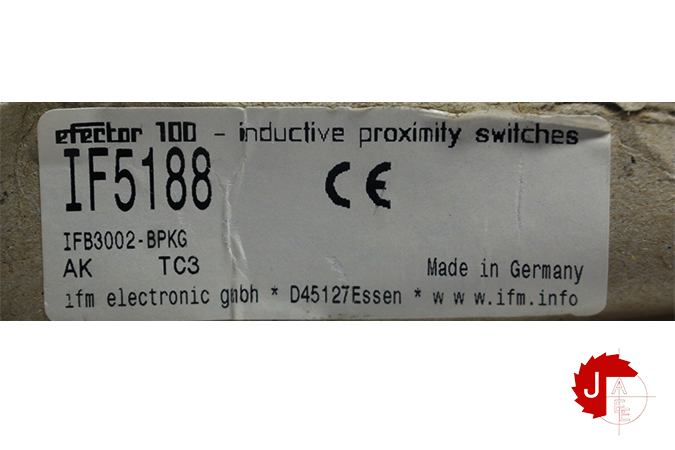 efector 100 - inductive proximity switches
IF5188
CE
IFB3002-BPKG
AK TC3
Made in Germany
ifm electronic gmbh * D45127Essen * w w w.ifm.info
J
A